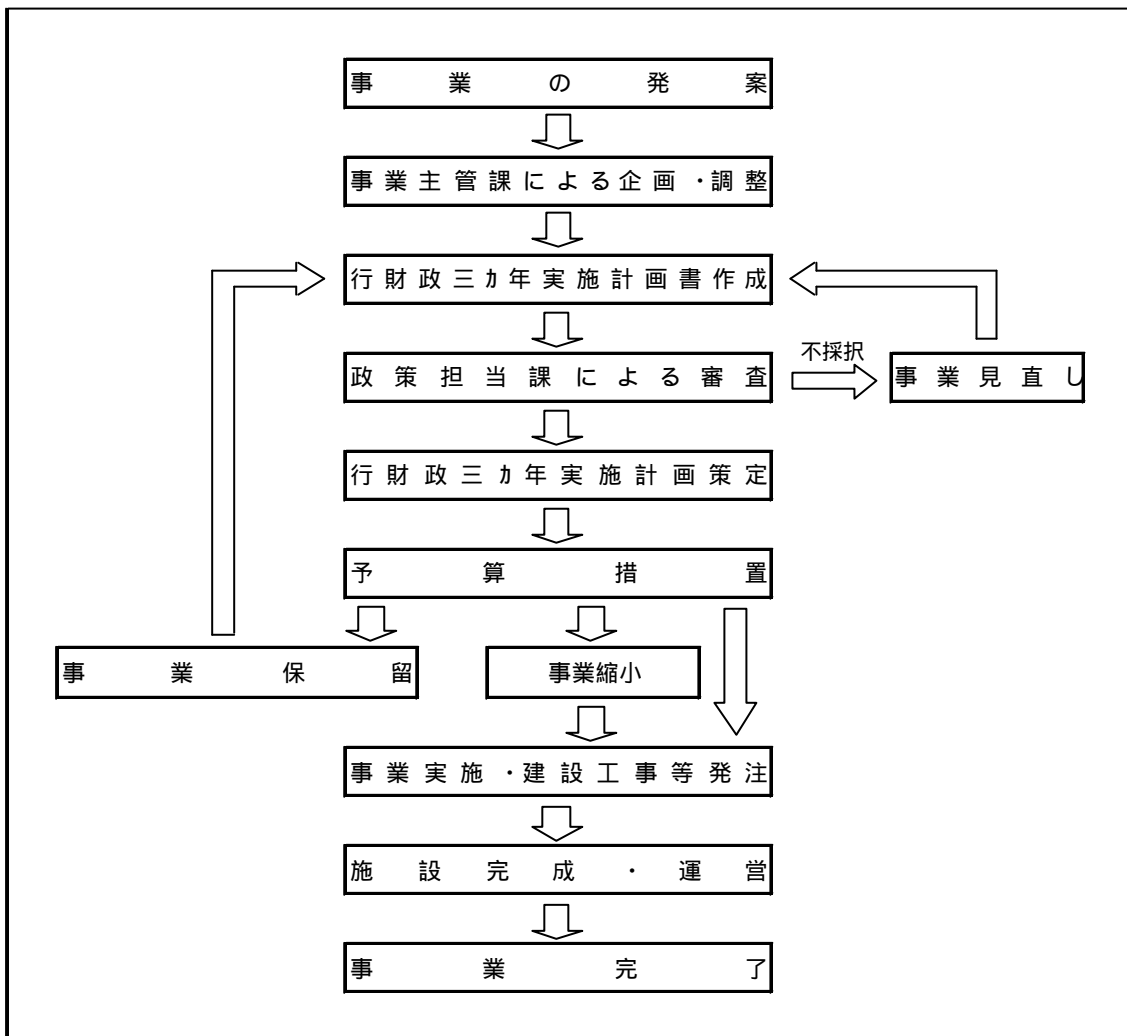 事業の発案
事業主管課による企画・調整
行財政三カ年実施計画書作成
不採択
政策担当課による審査
事業見直し
行財政三カ年実施計画策定
予算措置
事業保留
事業縮小
事業実施・建設工事等発注
施設完成・運営
事業完了